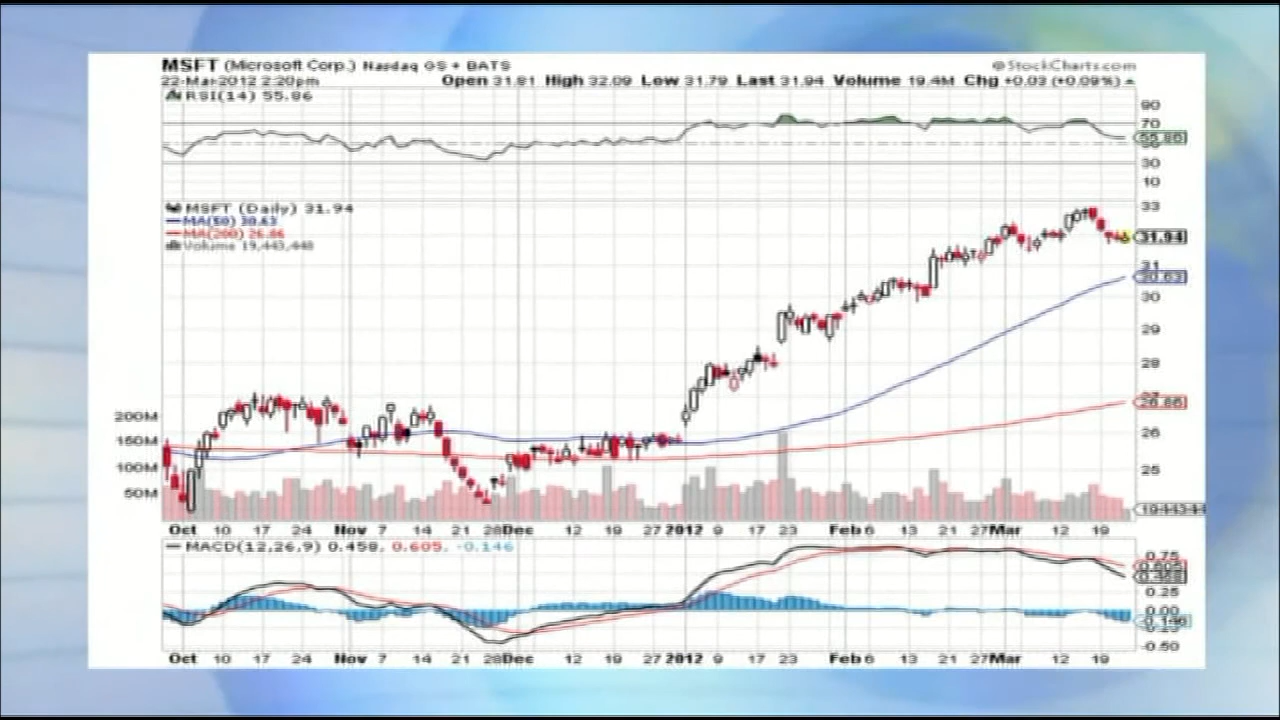 MSFT (Microsoft Corp.) Nasdaq GS + BATS
© StockCharts.com
22-Mar-2012 2:20pm
Open 31.81 High 32.09 Low 31.79 Last 31.94 Volume 19.4M Chg +0.03 (+0.09%)
RSI(14) 55.86
90
70
55.86
50
30
10
MSFT (Daily) 31.94
MA(50) 30.63
MA(200) 26.86
Volume 19,443,448
33
31.94
31
30.63
30
29
28
27
26.86
26
25
200M
150M
100M
50M
Oct 10 17 24 Nov 7 14 21 28 Dec 12 19 27 2012 9 17 23 Feb 6 13 21 27 Mar 12 19
MACD(12,26,9) 0.458, 0.605, -0.146
0.75
0.605
0.458
0.25
0.00
-0.146
-0.50
Oct 10 17 24 Nov 7 14 21 28 Dec 12 19 27 2012 9 17 23 Feb 6 13 21 27 Mar 12 19